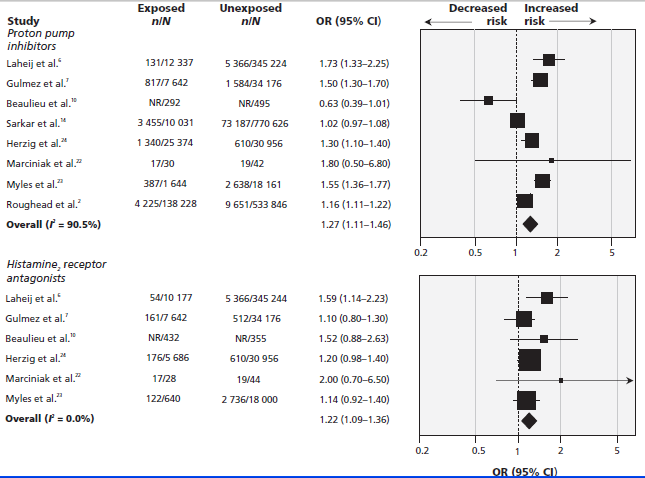 Exposed Unexposed Decreased Increased
Study n/N n/N OR (95% CI) risk risk
Proton pump
inhibitors
Laheij et al.⁶ 131/12 337 5 366/345 224 1.73 (1.33–2.25)
Gulmez et al.⁷ 817/7 642 1 584/34 176 1.50 (1.30–1.70)
Beaulieu et al.¹⁰ NR/292 NR/495 0.63 (0.39–1.01)
Sarkar et al.¹⁴ 3 455/10 031 73 187/770 626 1.02 (0.97–1.08)
Herzig et al.²⁴ 1 340/25 374 610/30 956 1.30 (1.10–1.40)
Marciniak et al.²² 17/30 19/42 1.80 (0.50–6.80)
Myles et al.²³ 387/1 644 2 638/18 161 1.55 (1.36–1.77)
Roughead et al.² 4 225/138 228 9 651/533 846 1.16 (1.11–1.22)
Overall (I² = 90.5%) 1.27 (1.11–1.46)
0.2 0.5 1 2 5
Histamine₂ receptor
antagonists
Laheij et al.⁶ 54/10 177 5 366/345 244 1.59 (1.14–2.23)
Gulmez et al.⁷ 161/7 642 512/34 176 1.10 (0.80–1.30)
Beaulieu et al.¹⁰ NR/432 NR/355 1.52 (0.88–2.63)
Herzig et al.²⁴ 176/5 686 610/30 956 1.20 (0.98–1.40)
Marciniak et al.²² 17/28 19/44 2.00 (0.70–6.50)
Myles et al.²³ 122/640 2 736/18 000 1.14 (0.92–1.40)
Overall (I² = 0.0%) 1.22 (1.09–1.36)
0.2 0.5 1 2 5
OR (95% CI)